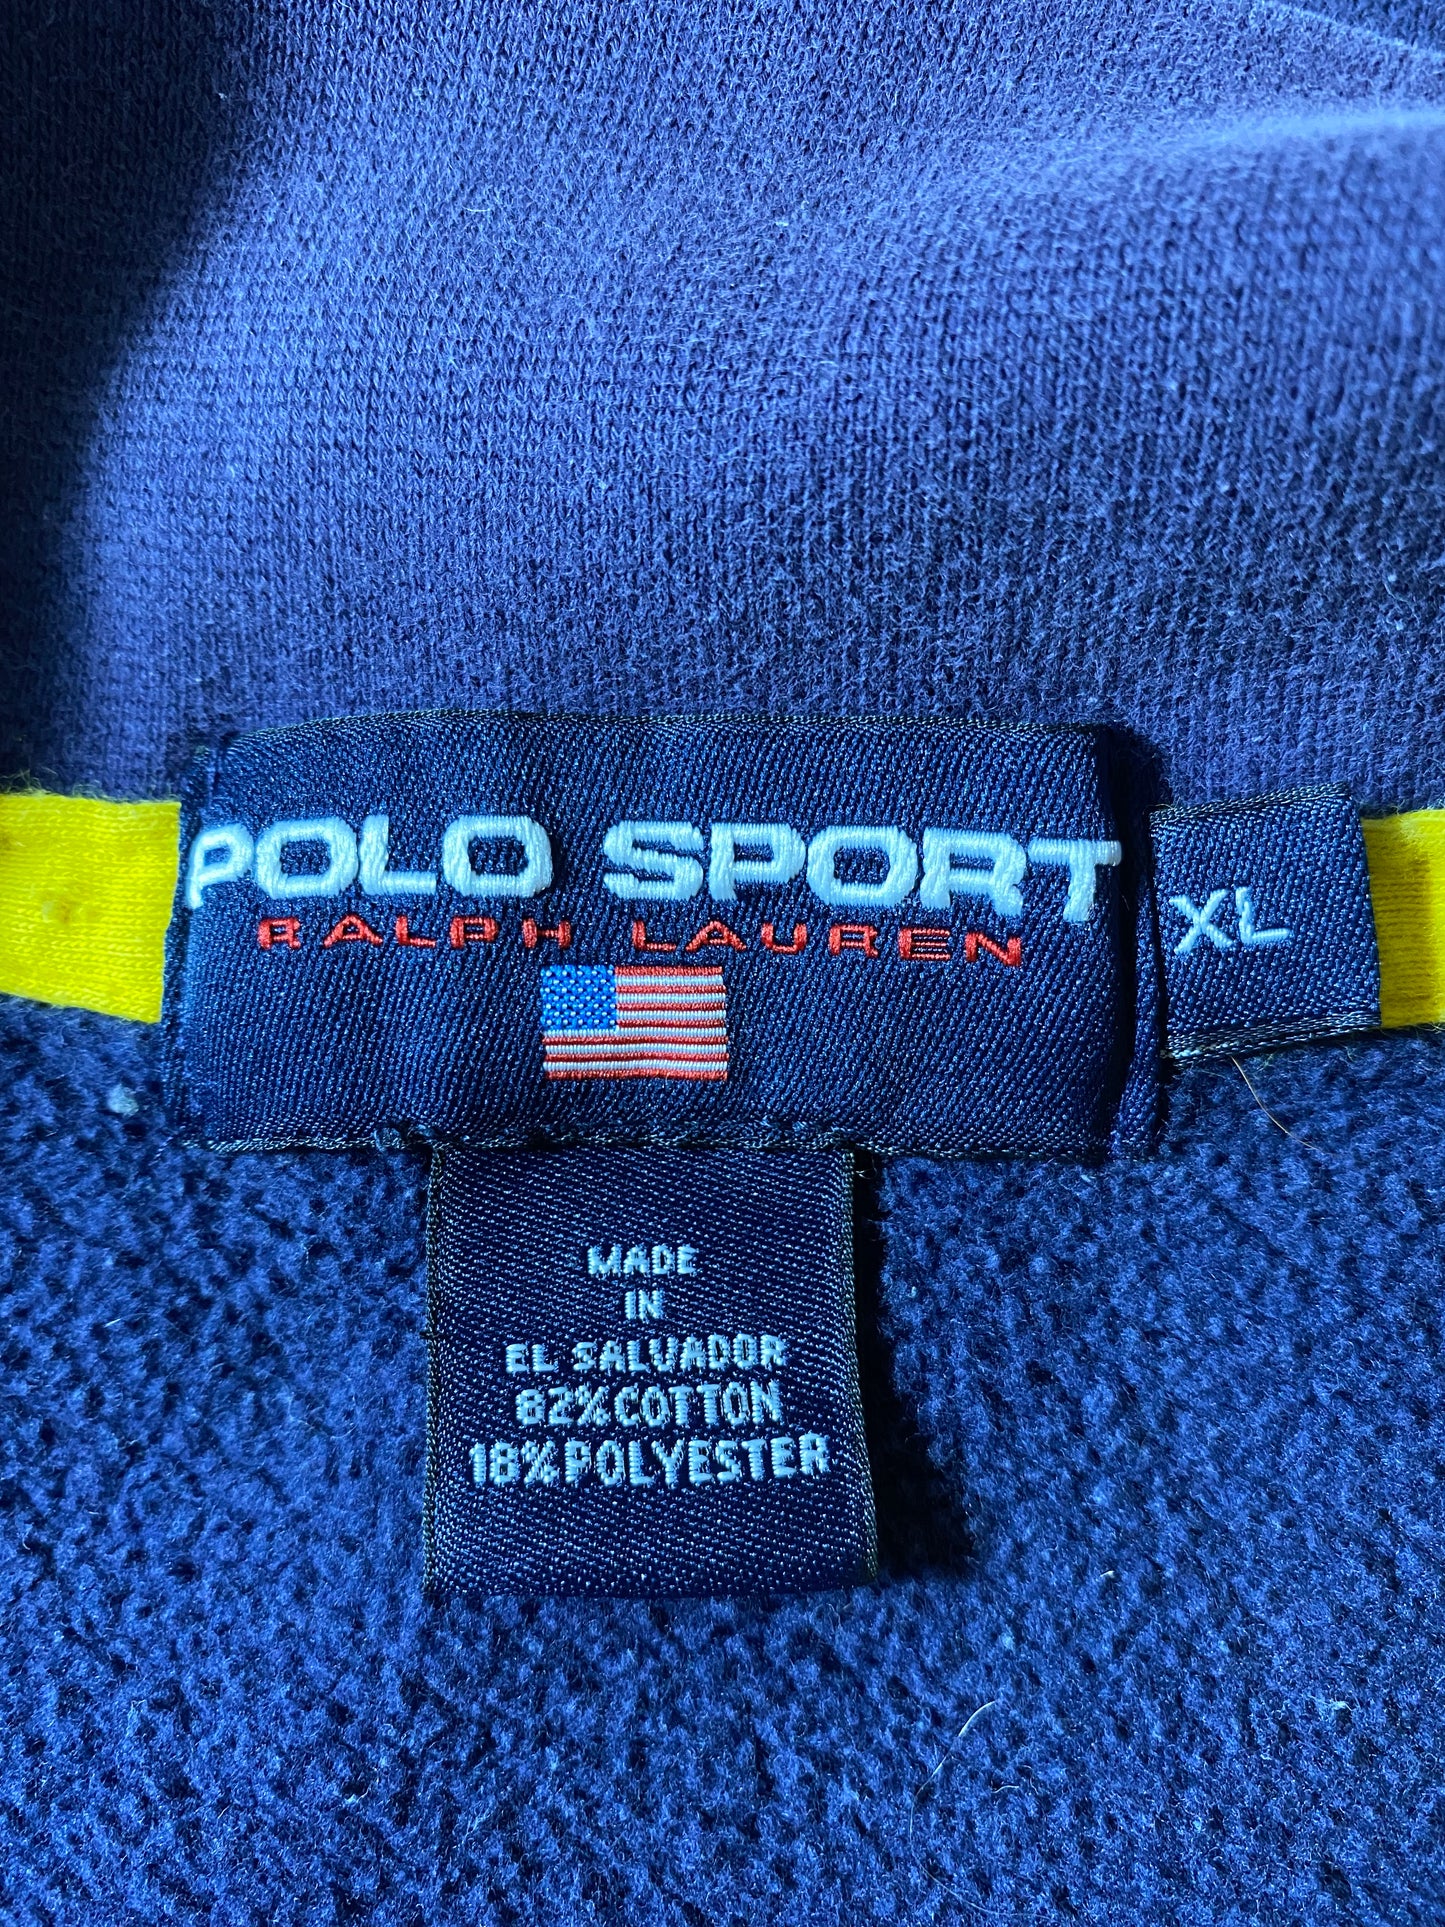 POLO SPORT
RALPH LAUREN
XL
MADE
IN
EL SALVADOR
82%COTTON
18%POLYESTER